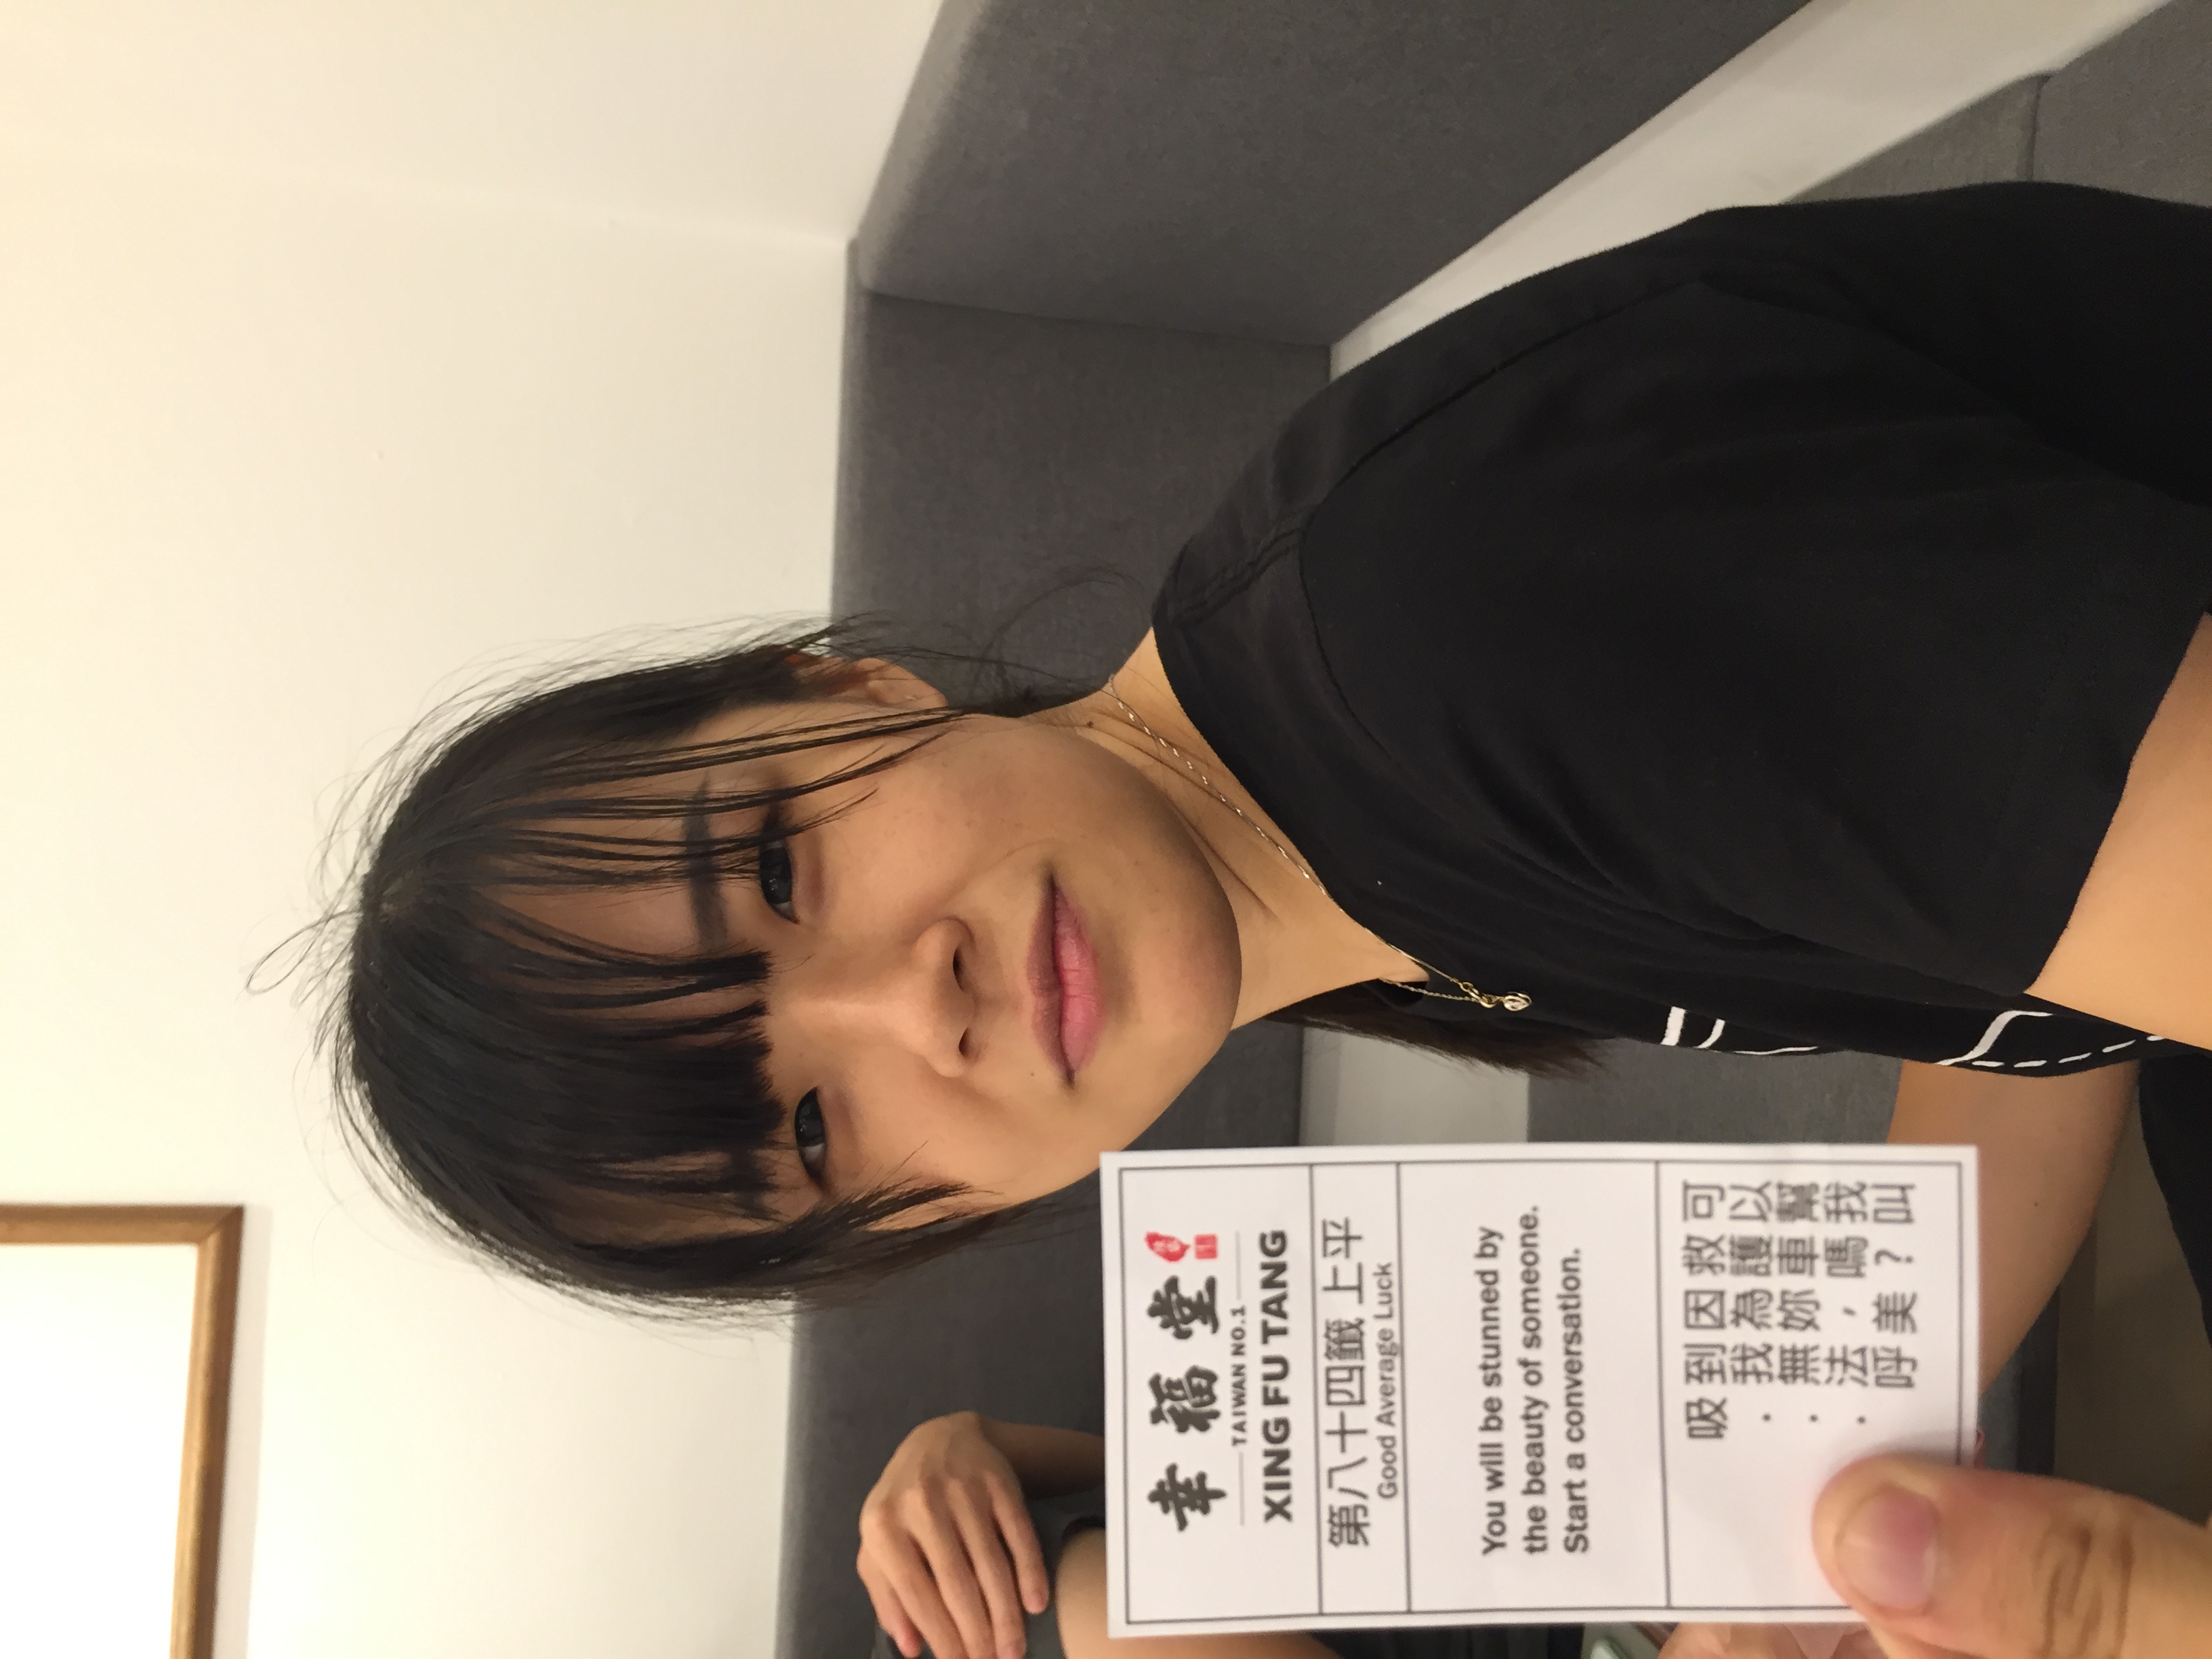 幸福堂
TAIWAN NO.1
XING FU TANG
第八十四籤 上平
Good Average Luck
You will be stunned by
the beauty of someone.
Start a conversation.
可以幫我叫
救護車嗎？
因為妳，美
到我無法呼
吸...